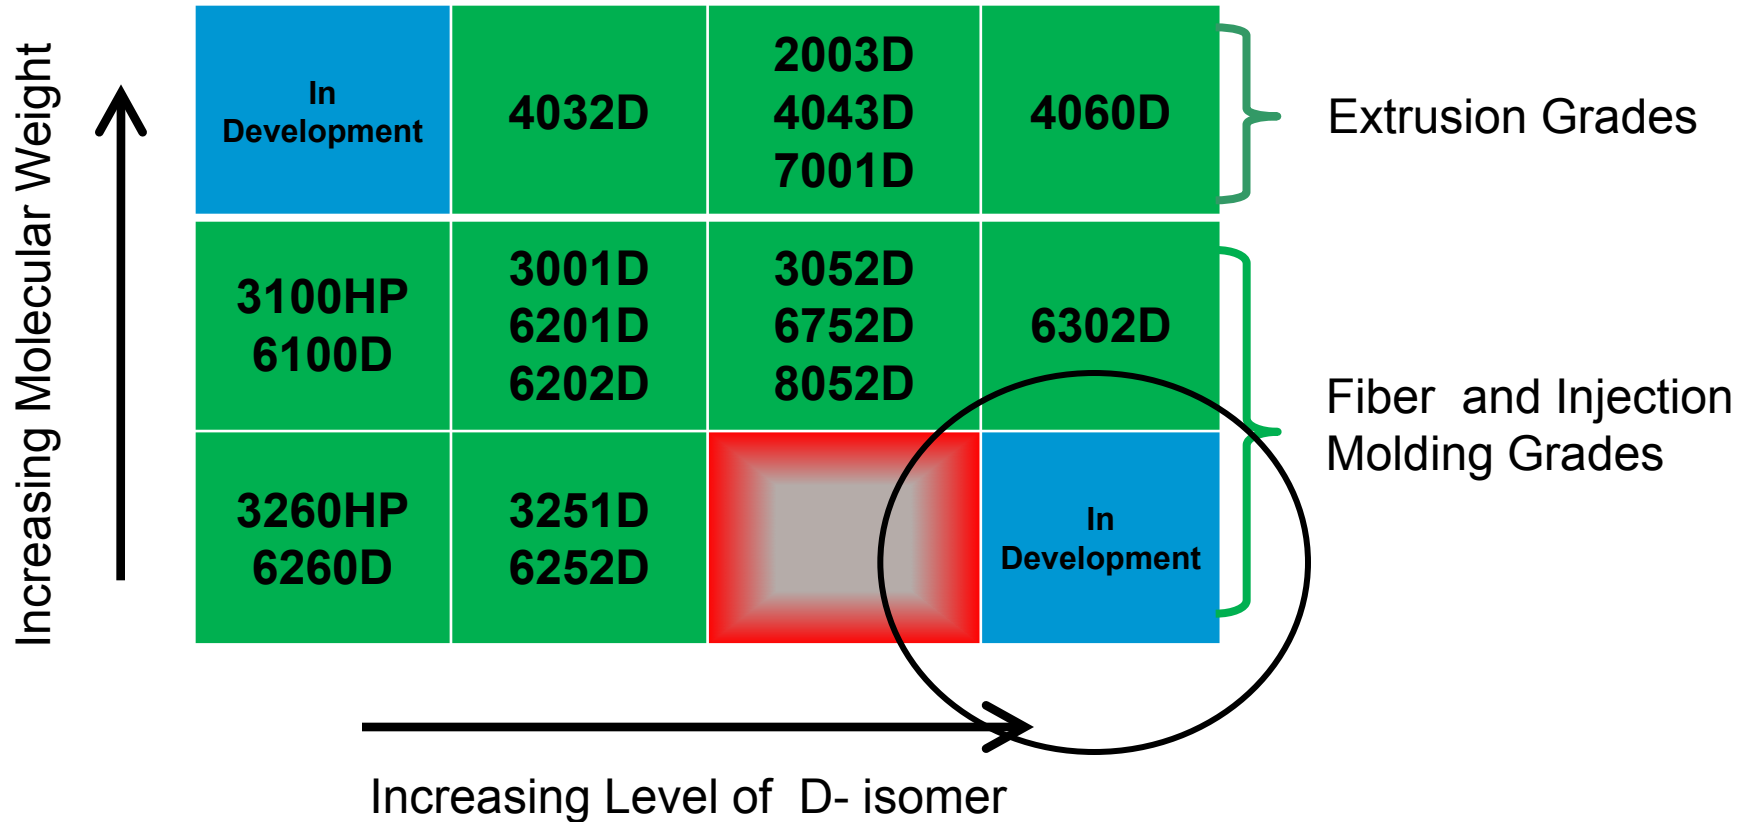 Increasing Molecular Weight
In
Development
4032D
2003D
4043D
7001D
4060D
Extrusion Grades
3100HP
6100D
3001D
6201D
6202D
3052D
6752D
8052D
6302D
Fiber  and Injection
Molding Grades
3260HP
6260D
3251D
6252D
In
Development
Increasing Level of  D- isomer